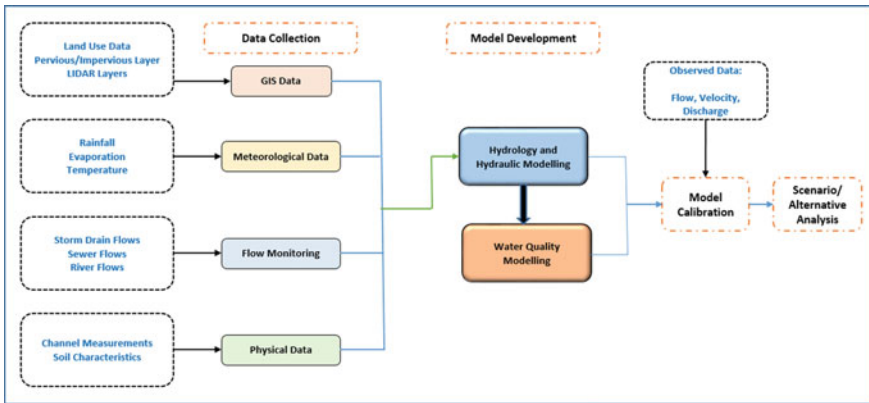 Land Use Data
Pervious/Impervious Layer
LIDAR Layers
Data Collection
Model Development
GIS Data
Observed Data:
Flow, Velocity,
Discharge
Rainfall
Evaporation
Temperature
Meteorological Data
Hydrology and
Hydraulic Modelling
Model
Calibration
Scenario/
Alternative
Analysis
Storm Drain Flows
Sewer Flows
River Flows
Flow Monitoring
Water Quality
Modelling
Channel Measurements
Soil Characteristics
Physical Data